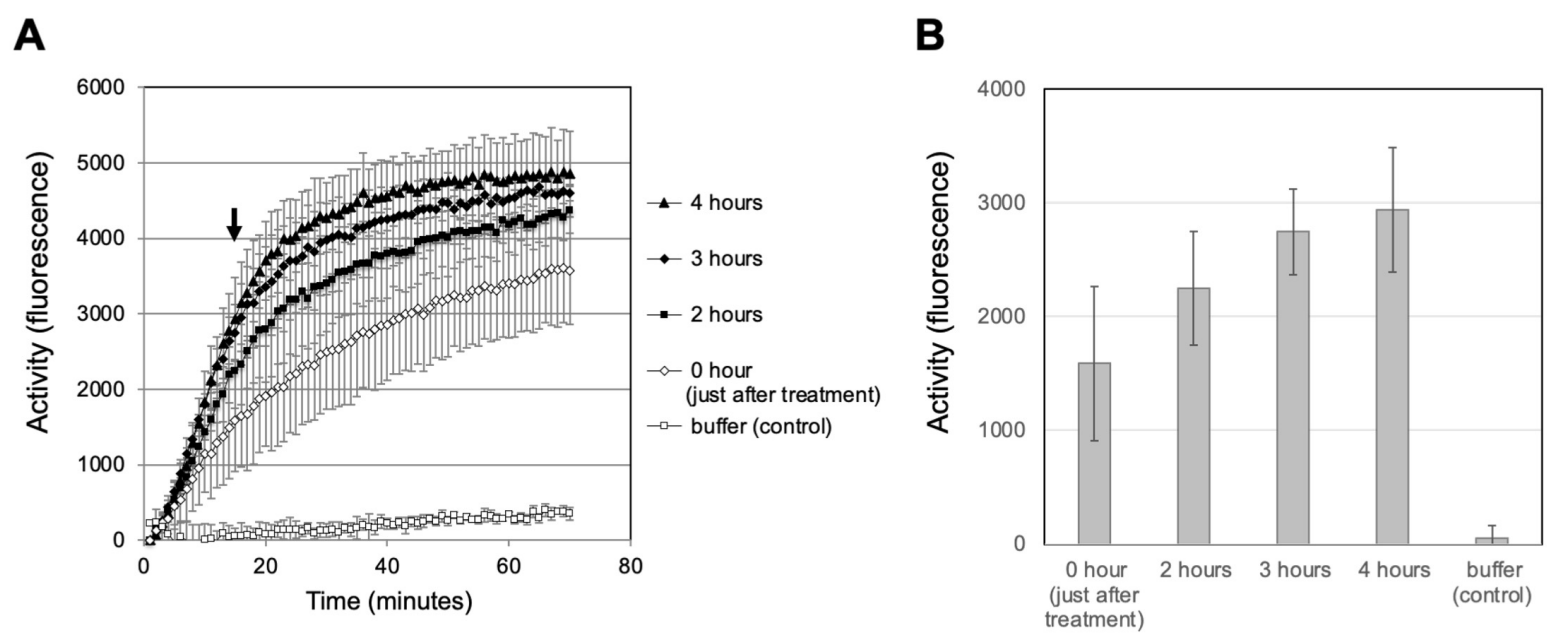 A
Activity (fluorescence)
6000
5000
4000
3000
2000
1000
0
0
20
40
60
80
Time (minutes)
4 hours
3 hours
2 hours
0 hour
(just after treatment)
buffer (control)
B
Activity (fluorescence)
4000
3000
2000
1000
0
0 hour
(just after
treatment)
2 hours
3 hours
4 hours
buffer
(control)